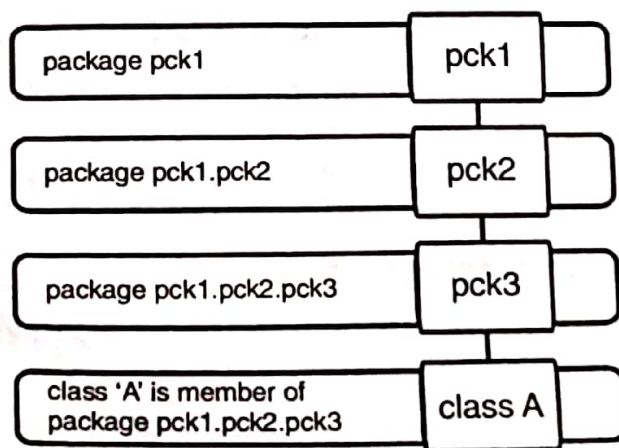 package pck1
pck1
package pck1.pck2
pck2
package pck1.pck2.pck3
pck3
class ‘A’ is member of
package pck1.pck2.pck3
class A